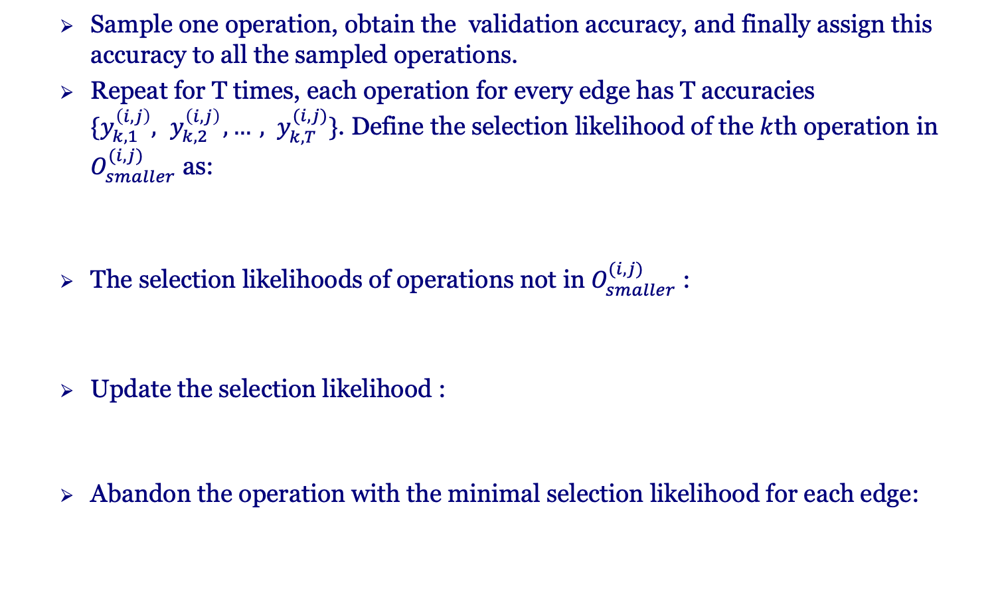 ➢ Sample one operation, obtain the  validation accuracy, and finally assign this
accuracy to all the sampled operations.
➢ Repeat for T times, each operation for every edge has T accuracies
{y_{k,1}^{(i,j)}, y_{k,2}^{(i,j)}, ... , y_{k,T}^{(i,j)}}. Define the selection likelihood of the kth operation in
O_{smaller}^{(i,j)} as:
➢ The selection likelihoods of operations not in O_{smaller}^{(i,j)} :
➢ Update the selection likelihood :
➢ Abandon the operation with the minimal selection likelihood for each edge: